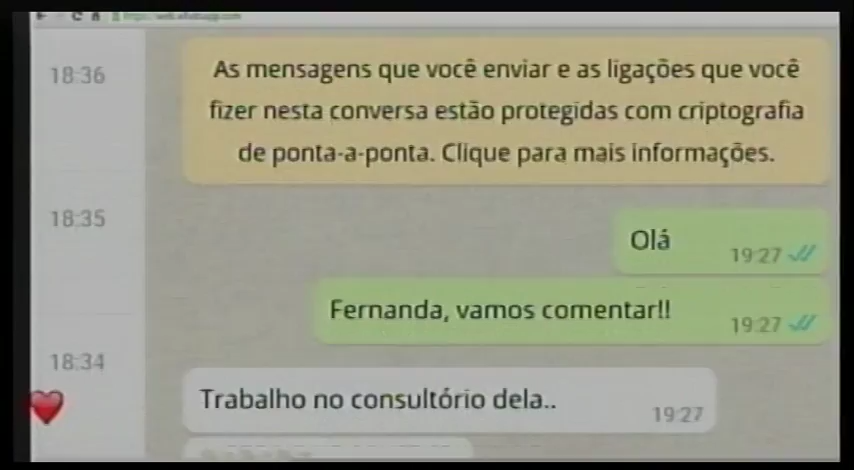 18:36
As mensagens que você enviar e as ligações que você
fizer nesta conversa estão protegidas com criptografia
de ponta-a-ponta. Clique para mais informações.
18:35
Olá
19:27
Fernanda, vamos comentar!!
19:27
18:34
Trabalho no consultório dela..
19:27